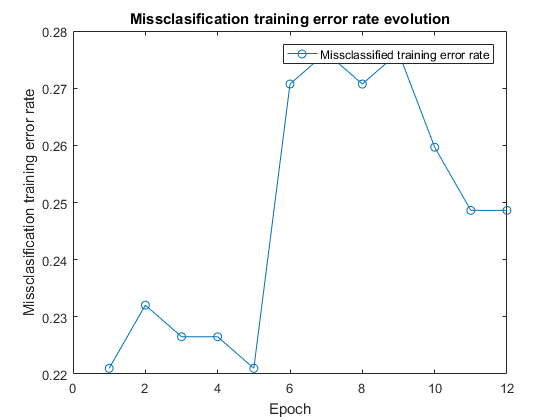 Missclasification training error rate evolution
0.28
Missclassified training error rate
0.27
0.26
0.25
0.24
0.23
0.22
Missclasification training error rate
0 2 4 6 8 10 12
Epoch